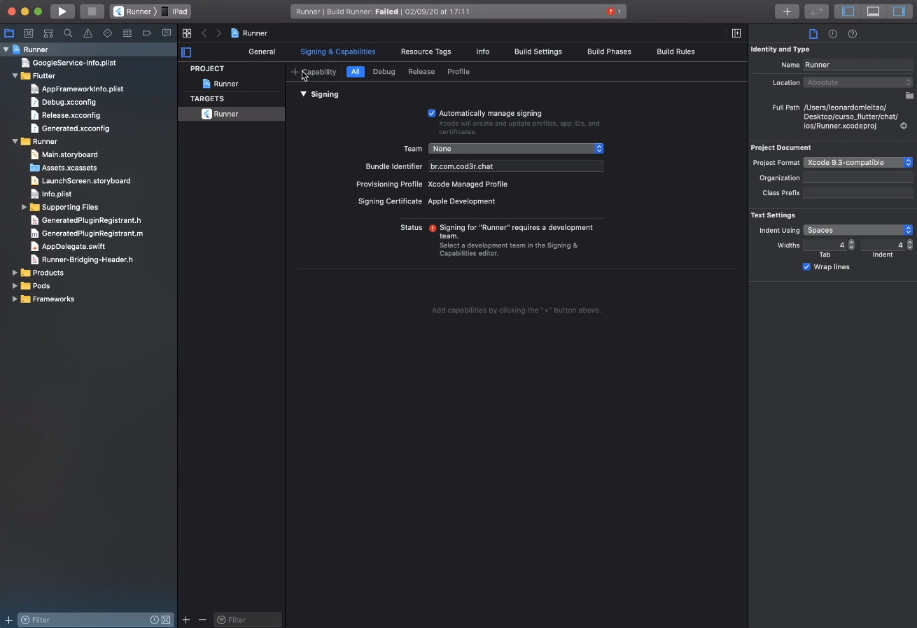 Runner
iPad
Runner | Build Runner: Failed | 02/09/20 at 17:11
1
Runner
GoogleService-Info.plist
Flutter
AppFrameworkInfo.plist
Debug.xcconfig
Release.xcconfig
Generated.xcconfig
Runner
Main.storyboard
Assets.xcassets
LaunchScreen.storyboard
Info.plist
Supporting Files
GeneratedPluginRegistrant.h
GeneratedPluginRegistrant.m
AppDelegate.swift
Runner-Bridging-Header.h
Products
Pods
Frameworks
Filter
Runner
General
Signing & Capabilities
Resource Tags
Info
Build Settings
Build Phases
Build Rules
PROJECT
Runner
TARGETS
Runner
Filter
+ Capability
All
Debug
Release
Profile
Signing
Automatically manage signing
Xcode will create and update profiles, app IDs, and
certificates.
Team None
Bundle Identifier br.com.cod3r.chat
Provisioning Profile Xcode Managed Profile
Signing Certificate Apple Development
Status Signing for "Runner" requires a development
team.
Select a development team in the Signing &
Capabilities editor.
Add capabilities by clicking the "+" button above.
Identity and Type
Name Runner
Location Absolute
Full Path /Users/leonardomleitao/
Desktop/curso_flutter/chat/
ios/Runner.xcodeproj
Project Document
Project Format Xcode 9.3-compatible
Organization
Class Prefix
Text Settings
Indent Using Spaces
Widths 4 4
Tab Indent
Wrap lines